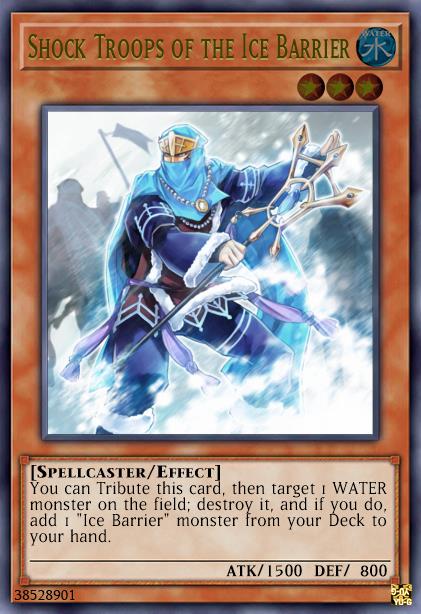 SHOCK TROOPS OF THE ICE BARRIER
WATER
水
[SPELLCASTER/EFFECT]
You can Tribute this card, then target 1 WATER
monster on the field; destroy it, and if you do,
add 1 "Ice Barrier" monster from your Deck to
your hand.
ATK/1500 DEF/ 800
38528901